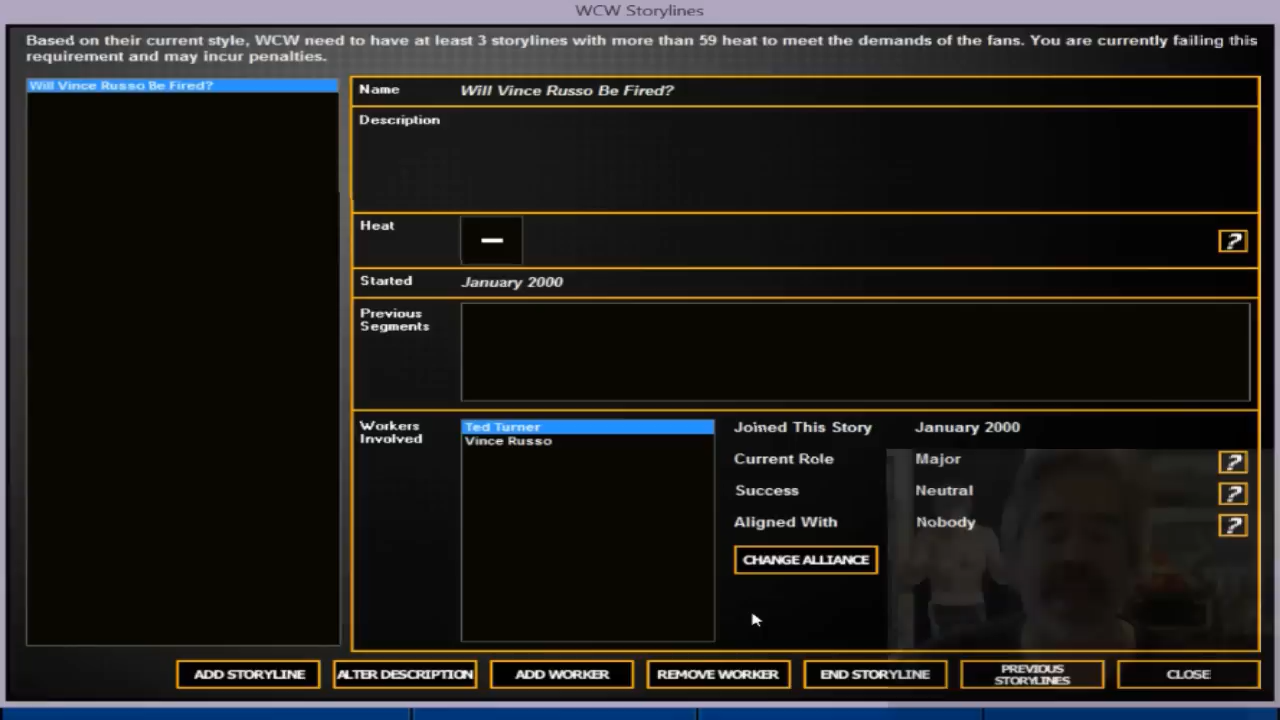 WCW Storylines
Based on their current style, WCW need to have at least 3 storylines with more than 59 heat to meet the demands of the fans. You are currently failing this
requirement and may incur penalties.
Will Vince Russo Be Fired?
Name Will Vince Russo Be Fired?
Description
Heat – ?
Started January 2000
Previous
Segments
Workers
Involved
Ted Turner
Vince Russo
Joined This Story January 2000
Current Role Major ?
Success Neutral ?
Aligned With Nobody ?
CHANGE ALLIANCE
ADD STORYLINE
ALTER DESCRIPTION
ADD WORKER
REMOVE WORKER
END STORYLINE
PREVIOUS
STORYLINES
CLOSE